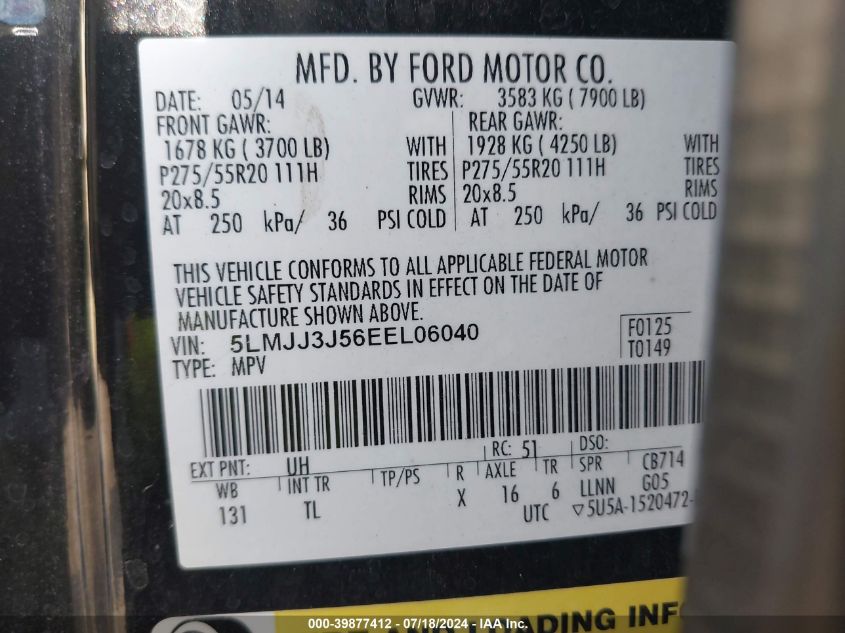 MFD. BY FORD MOTOR CO.
DATE: 05/14 GVWR: 3583 KG ( 7900 LB)
FRONT GAWR: REAR GAWR:
1678 KG ( 3700 LB) WITH 1928 KG ( 4250 LB) WITH
P275/55R20 111H TIRES P275/55R20 111H TIRES
20x8.5 RIMS 20x8.5 RIMS
AT 250 kPa/ 36 PSI COLD AT 250 kPa/ 36 PSI COLD
THIS VEHICLE CONFORMS TO ALL APPLICABLE FEDERAL MOTOR
VEHICLE SAFETY STANDARDS IN EFFECT ON THE DATE OF
MANUFACTURE SHOWN ABOVE.
VIN: 5LMJJ3J56EEL06040 F0125
TYPE: MPV T0149
EXT PNT: UH RC: 51 DSO:
WB INT TR TP/PS R AXLE TR SPR CB714
131 TL X 16 6 LLNN G05
UTC ▽5U5A-1520472-
AND LOADING INFO
000-39877412 - 07/18/2024 - IAA Inc.